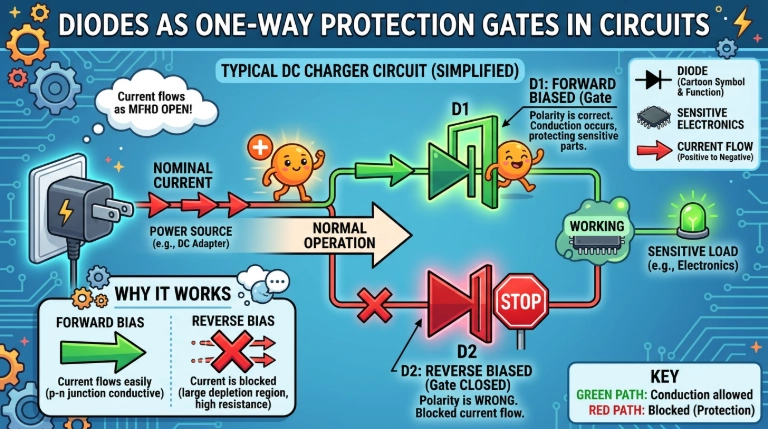 DIODES AS ONE-WAY PROTECTION GATES IN CIRCUITS
TYPICAL DC CHARGER CIRCUIT (SIMPLIFIED)
Current flows
as MFHO OPEN!
NOMINAL
CURRENT
POWER SOURCE
(e.g., DC Adapter)
NORMAL
OPERATION
D1
D1: FORWARD
BIASED (Gate
Polarity is correct.
Conduction occurs,
protecting sensitive
parts.
DIODE
(Cartoon Symbol
& Function)
SENSITIVE
ELECTRONICS
CURRENT FLOW
(Positive to Negative)
WORKING
SENSITIVE LOAD
(e.g., Electronics)
STOP
D2
D2: REVERSE BIASED
(Gate CLOSED)
Polarity is WRONG.
Blocked current flow.
WHY IT WORKS
FORWARD BIAS
Current flows easily
(p-n junction conductive)
REVERSE BIAS
Current is blocked
(large depletion region,
high resistance)
KEY
GREEN PATH: Conduction allowed
RED PATH: Blocked (Protection)